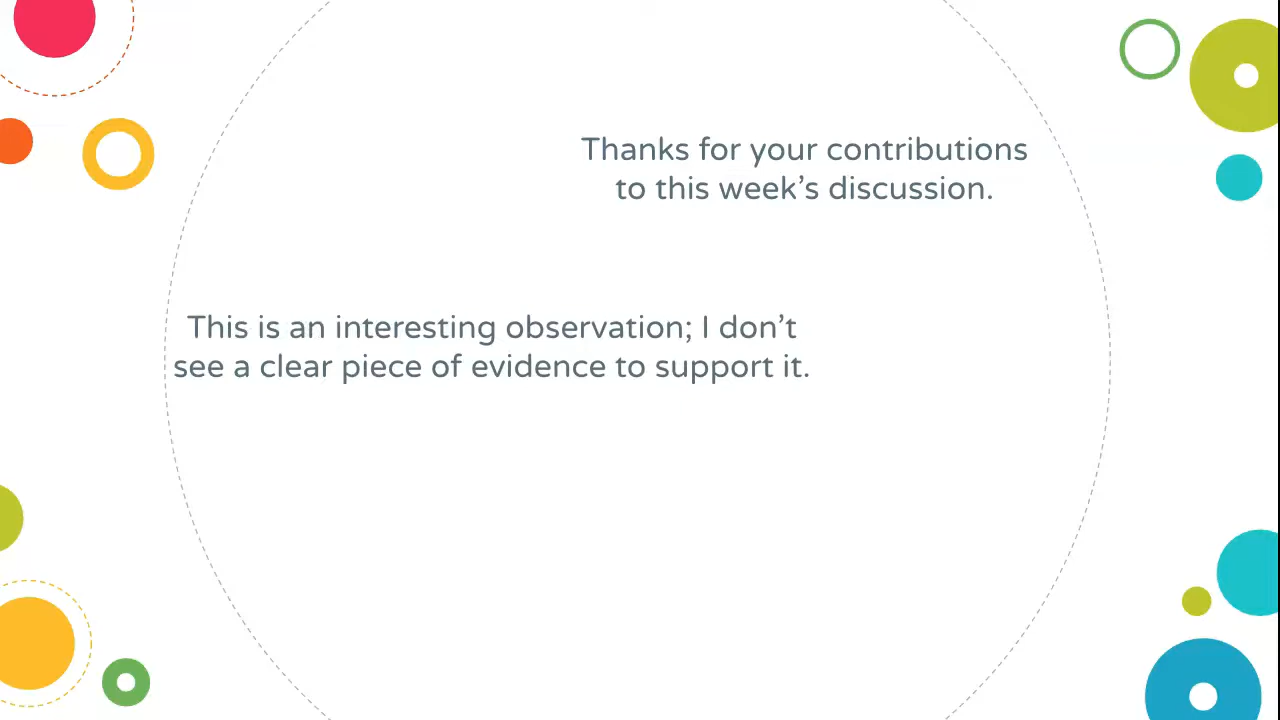 Thanks for your contributions
to this week’s discussion.
This is an interesting observation; I don’t
see a clear piece of evidence to support it.